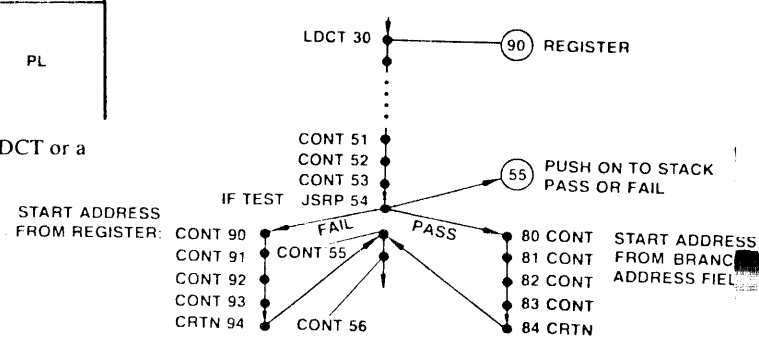 PL
DCT or a
LDCT 30
90 REGISTER
CONT 51
CONT 52
CONT 53
IF TEST JSRP 54
55 PUSH ON TO STACK
PASS OR FAIL
START ADDRESS
FROM REGISTER:
FAIL
PASS
CONT 90
CONT 91
CONT 92
CONT 93
CRTN 94
CONT 55
CONT 56
80 CONT
81 CONT
82 CONT
83 CONT
84 CRTN
START ADDRESS
FROM BRANC
ADDRESS FIEL